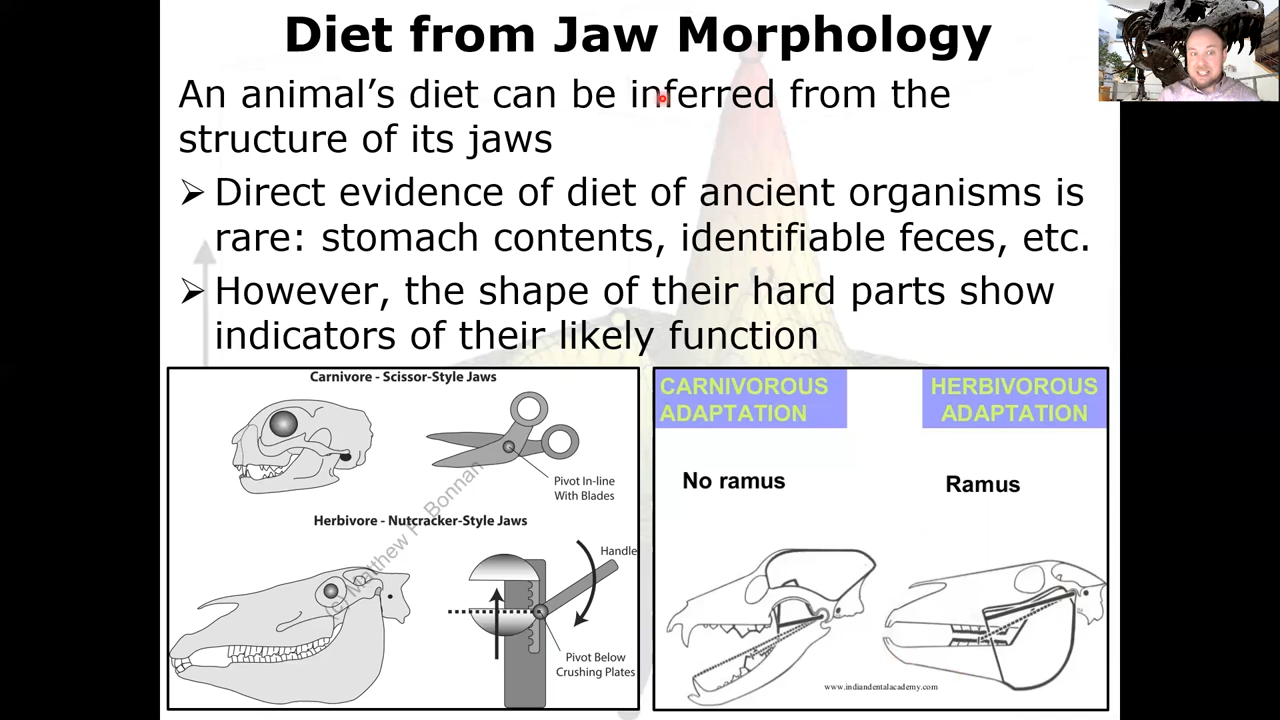 Diet from Jaw Morphology
An animal’s diet can be inferred from the
structure of its jaws
➢ Direct evidence of diet of ancient organisms is
rare: stomach contents, identifiable feces, etc.
➢ However, the shape of their hard parts show
indicators of their likely function
Carnivore - Scissor-Style Jaws
Pivot In-line
With Blades
Herbivore - Nutcracker-Style Jaws
Handle
Pivot Below
Crushing Plates
Matthew F. Bonnan
CARNIVOROUS
ADAPTATION
HERBIVOROUS
ADAPTATION
No ramus
Ramus
www.indiandentalacademy.com